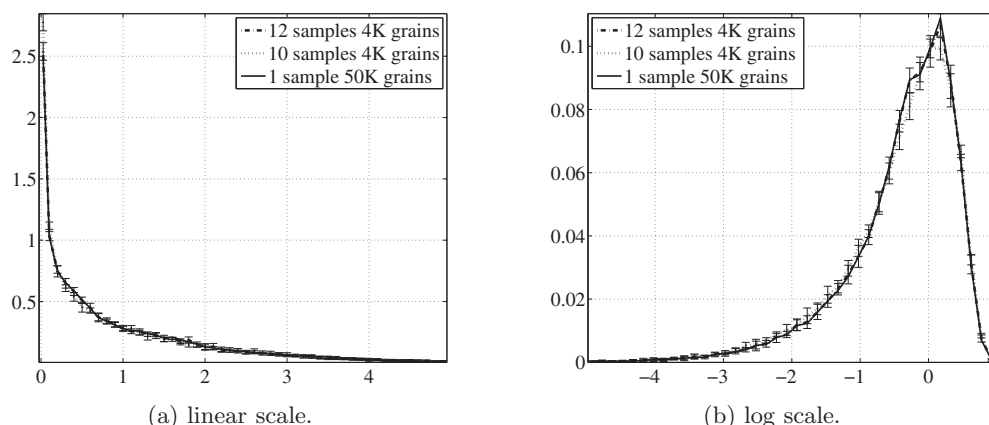 12 samples 4K grains
10 samples 4K grains
1 sample 50K grains
2.5
2
1.5
1
0.5
0 1 2 3 4
(a) linear scale.
12 samples 4K grains
10 samples 4K grains
1 sample 50K grains
0.1
0.08
0.06
0.04
0.02
0
−4 −3 −2 −1 0
(b) log scale.